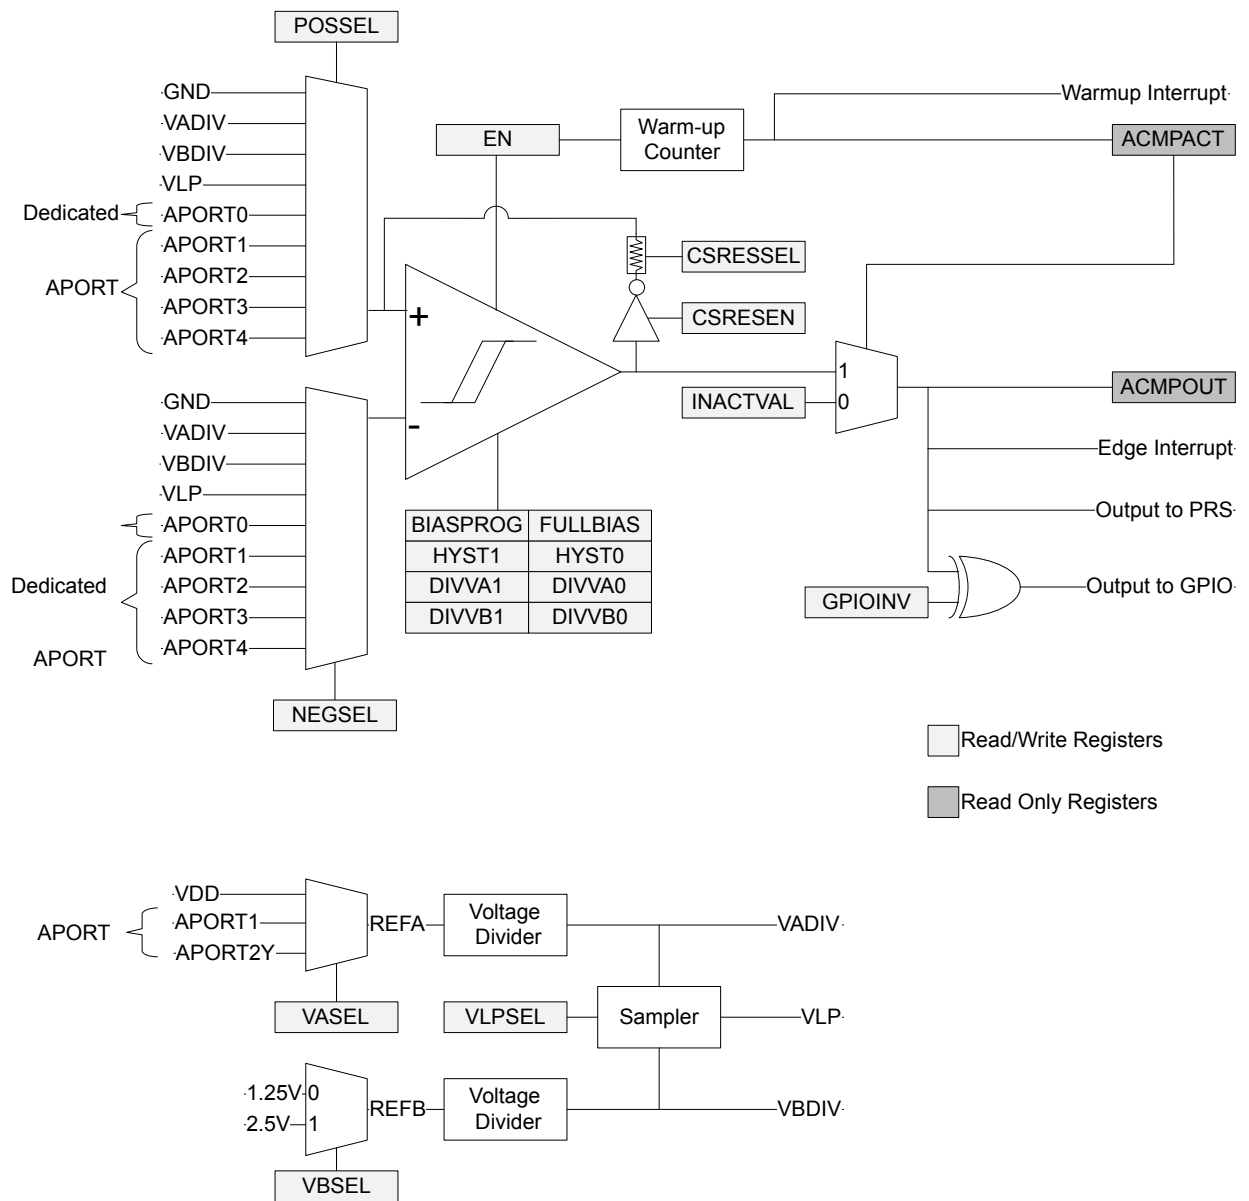 POSSEL
GND
VADIV
VBDIV
VLP
Dedicated
APORT0
APORT1
APORT
APORT2
APORT3
APORT4
EN
Warm-up
Counter
Warmup Interrupt
ACMPACT
CSRESSEL
CSRESEN
+
-
INACTVAL
1
0
ACMPOUT
Edge Interrupt
Output to PRS
Output to GPIO
GPIOINV
GND
VADIV
VBDIV
VLP
APORT0
APORT1
Dedicated
APORT2
APORT3
APORT
APORT4
NEGSEL
BIASPROG FULLBIAS
HYST1 HYST0
DIVVA1 DIVVA0
DIVVB1 DIVVB0
Read/Write Registers
Read Only Registers
VDD
APORT
APORT1
APORT2Y
REFA
Voltage
Divider
VADIV
VASEL
VLPSEL
Sampler
VLP
1.25V 0
2.5V 1
REFB
Voltage
Divider
VBDIV
VBSEL